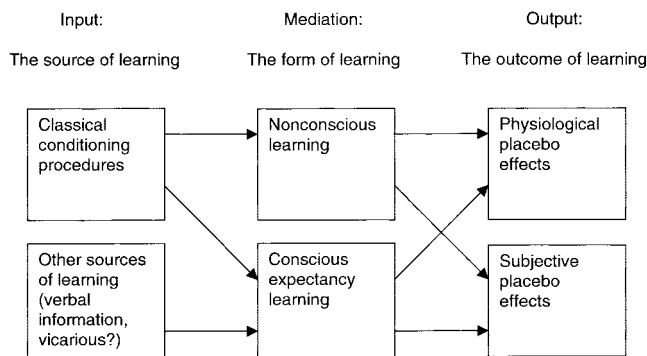 Input:
Mediation:
Output:
The source of learning
The form of learning
The outcome of learning
Classical
conditioning
procedures
Nonconscious
learning
Physiological
placebo
effects
Other sources
of learning
(verbal
information,
vicarious?)
Conscious
expectancy
learning
Subjective
placebo
effects